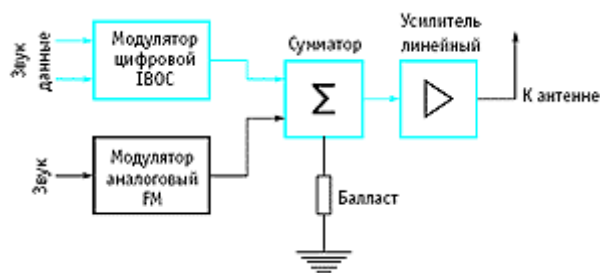 Звук
данные
Модулятор
цифровой
IBOC
Сумматор
Σ
Усилитель
линейный
К антенне
Звук
Модулятор
аналоговый
FM
Балласт